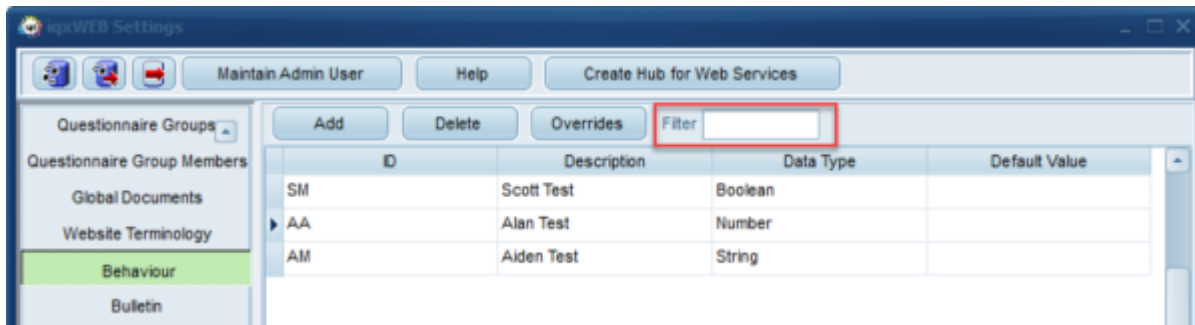 iqxWEB Settings
Maintain Admin User Help Create Hub for Web Services
Questionnaire Groups
Questionnaire Group Members
Global Documents
Website Terminology
Behaviour
Bulletin
Add Delete Overrides Filter
ID Description Data Type Default Value
SM Scott Test Boolean
AA Alan Test Number
AM Aiden Test String